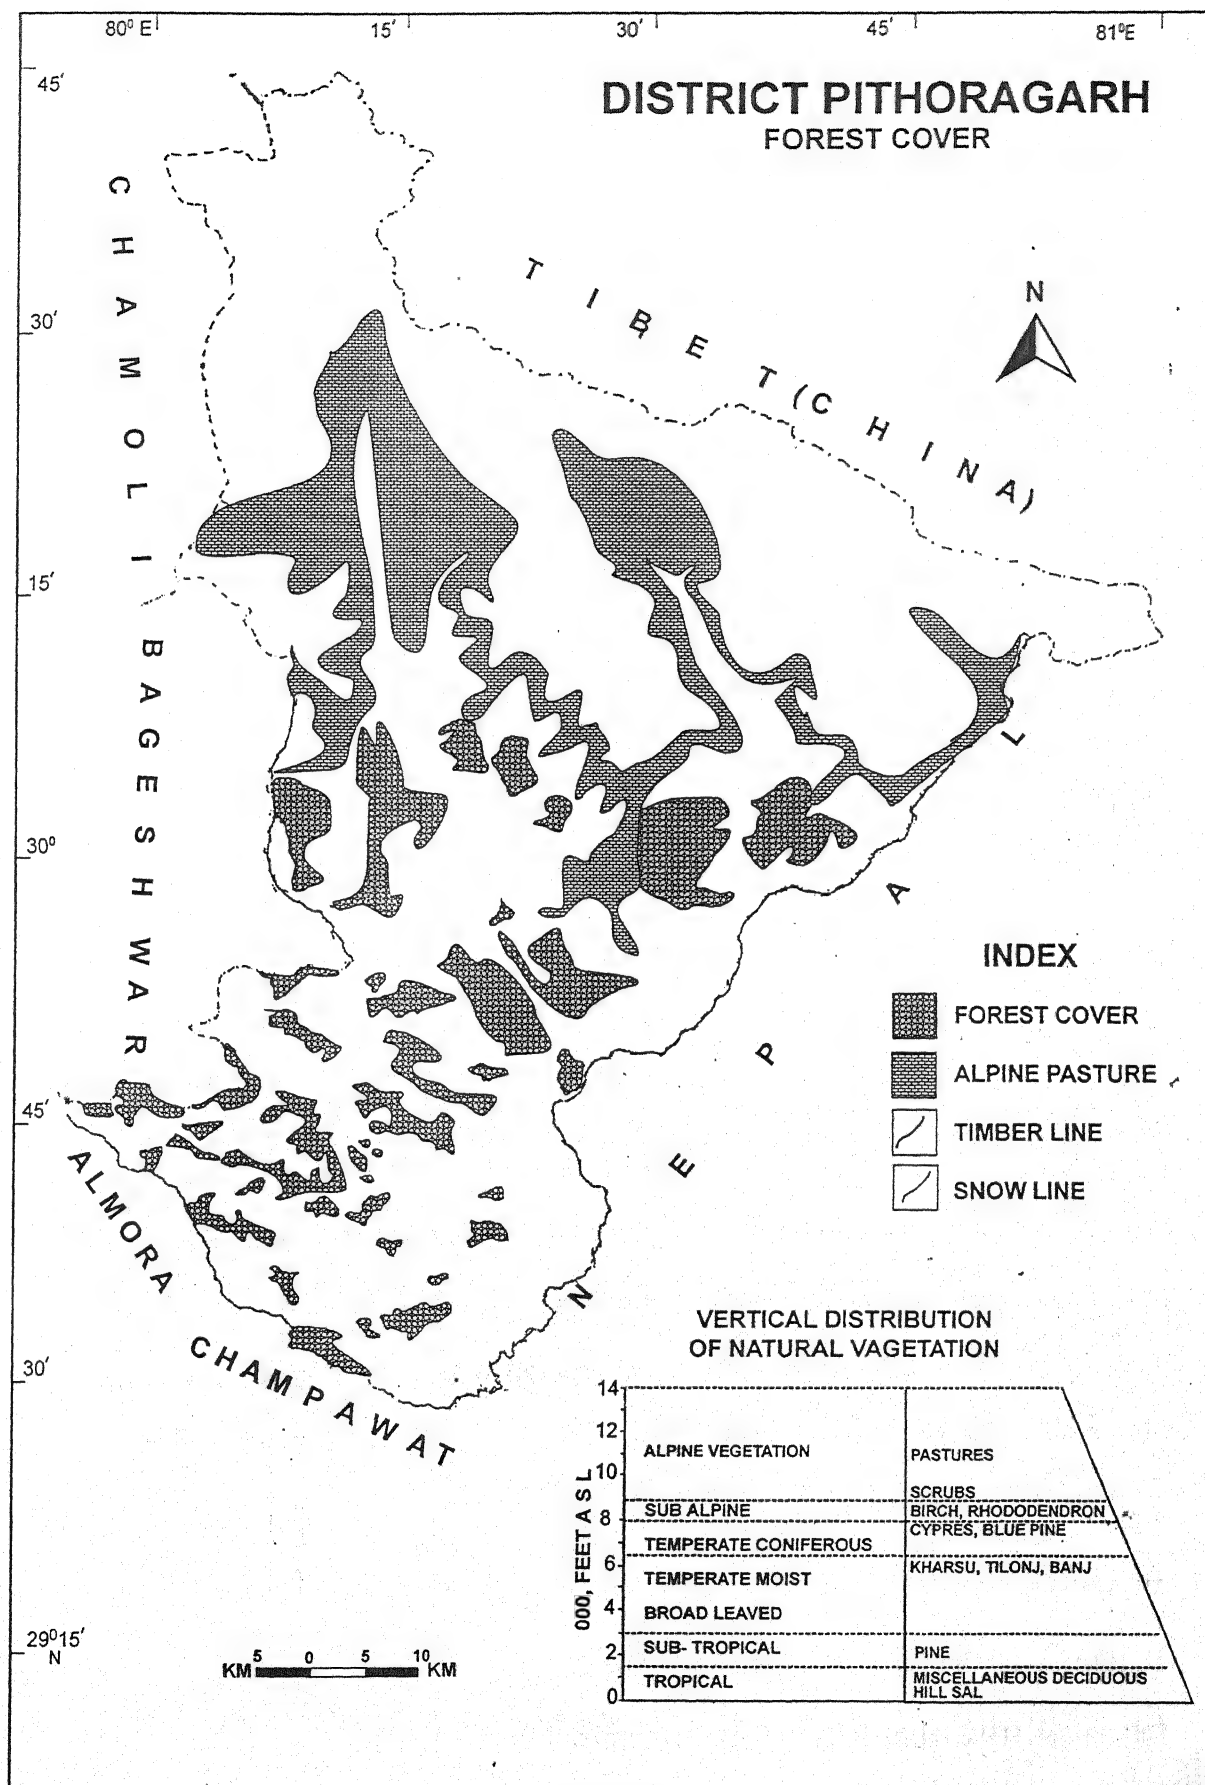 80° E
15′
30′
45′
81°E
45′
30′
15′
30°
45′
30′
29°15′
N
DISTRICT PITHORAGARH
FOREST COVER
N
CHAMOLI
BAGESHWAR
ALMORA
CHAMPAWAT
TIBET (CHINA)
NEPAL
INDEX
FOREST COVER
ALPINE PASTURE
TIMBER LINE
SNOW LINE
VERTICAL DISTRIBUTION
OF NATURAL VAGETATION
000, FEET A S L
14
12
10
8
6
4
2
0
ALPINE VEGETATION
PASTURES
SCRUBS
SUB ALPINE
BIRCH, RHODODENDRON
TEMPERATE CONIFEROUS
CYPRES, BLUE PINE
TEMPERATE MOIST
BROAD LEAVED
KHARSU, TILONJ, BANJ
SUB- TROPICAL
PINE
TROPICAL
MISCELLANEOUS DECIDUOUS
HILL SAL
KM 5 0 5 10 KM